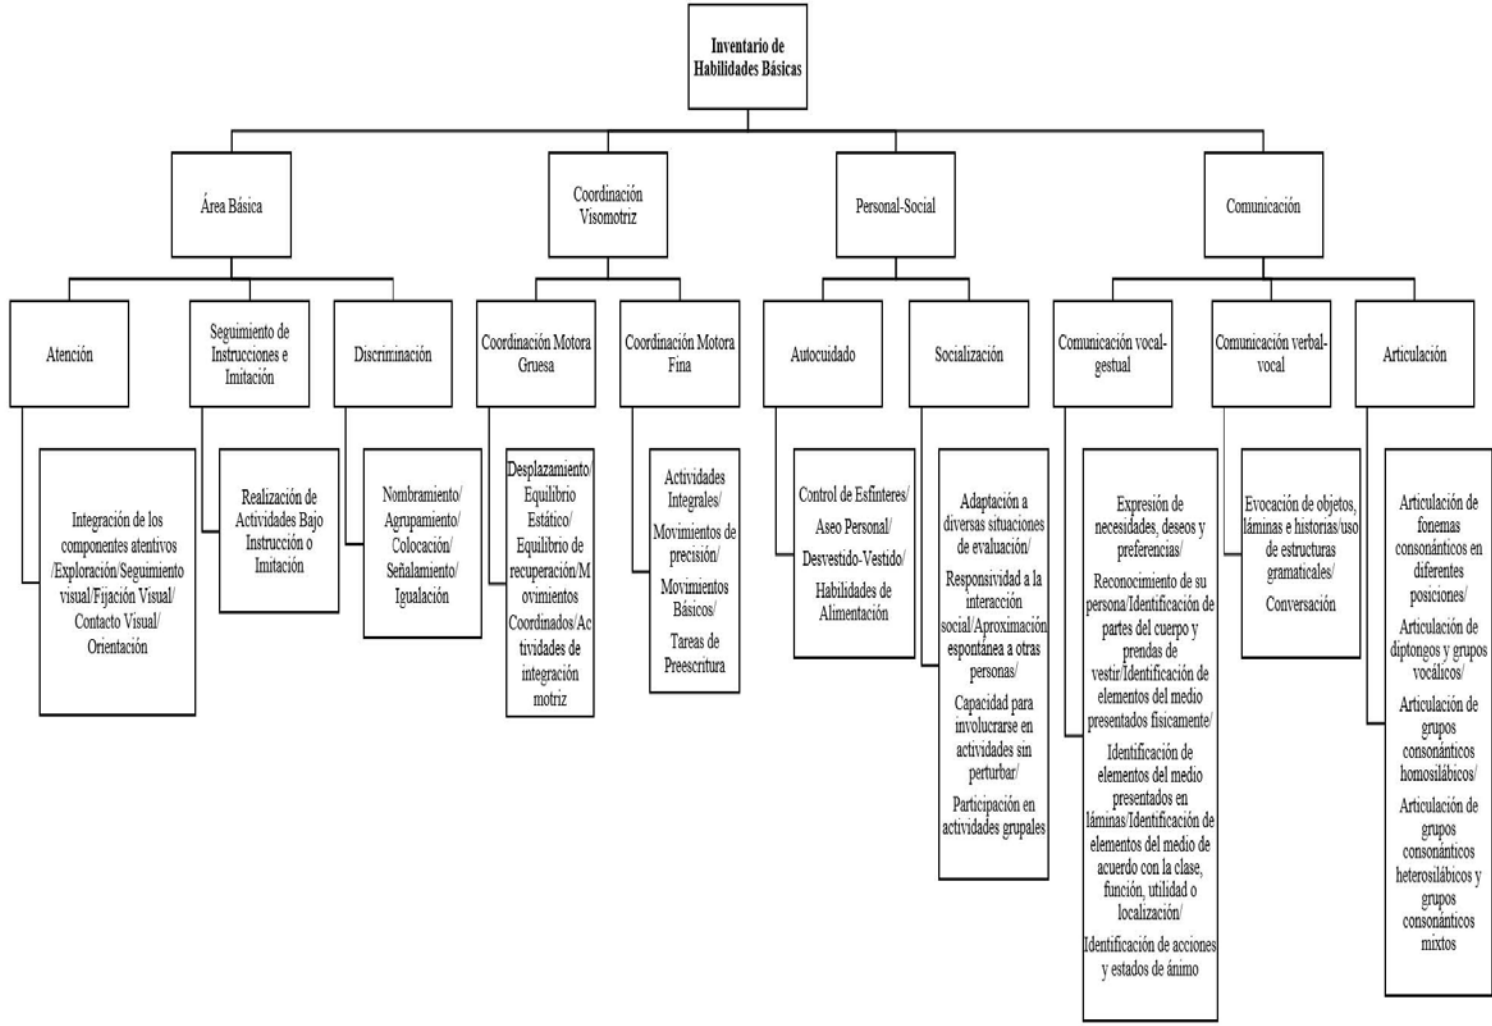 Inventario de
Habilidades Básicas
Área Básica
Coordinación
Visomotriz
Personal-Social
Comunicación
Atención
Seguimiento de
Instrucciones e
Imitación
Discriminación
Coordinación Motora
Gruesa
Coordinación Motora
Fina
Autocuidado
Socialización
Comunicación vocal-
gestual
Comunicación verbal-
vocal
Articulación
Integración de los
componentes atentivos
/Exploración/Seguimiento
visual/Fijación Visual/
Contacto Visual/
Orientación
Realización de
Actividades Bajo
Instrucción o
Imitación
Nombramiento/
Agrupamiento/
Colocación/
Señalamiento/
Igualación
Desplazamiento/
Equilibrio
Estático/
Equilibrio de
recuperación/M
ovimientos
Coordinados/Ac
tividades de
integración
motriz
Actividades
Integrales/
Movimientos de
precisión/
Movimientos
Básicos/
Tareas de
Preescritura
Control de Esfínteres/
Aseo Personal/
Desvestido-Vestido/
Habilidades de
Alimentación
Adaptación a
diversas situaciones
de evaluación/
Responsividad a la
interacción
social/Aproximación
espontánea a otras
personas/
Capacidad para
involucrarse en
actividades sin
perturbar/
Participación en
actividades grupales
Expresión de
necesidades, deseos y
preferencias/
Reconocimiento de su
persona/Identificación de
partes del cuerpo y
prendas de
vestir/Identificación de
elementos del medio
presentados físicamente/
Identificación de
elementos del medio
presentados en
láminas/Identificación de
elementos del medio de
acuerdo con la clase,
función, utilidad o
localización/
Identificación de acciones
y estados de ánimo
Evocación de objetos,
láminas e historias/uso
de estructuras
gramaticales/
Conversación
Articulación de
fonemas
consonánticos en
diferentes
posiciones/
Articulación de
diptongos y grupos
vocálicos/
Articulación de
grupos
consonánticos
homosilábicos/
Articulación de
grupos
consonánticos
heterosilábicos y
grupos
consonánticos
mixtos